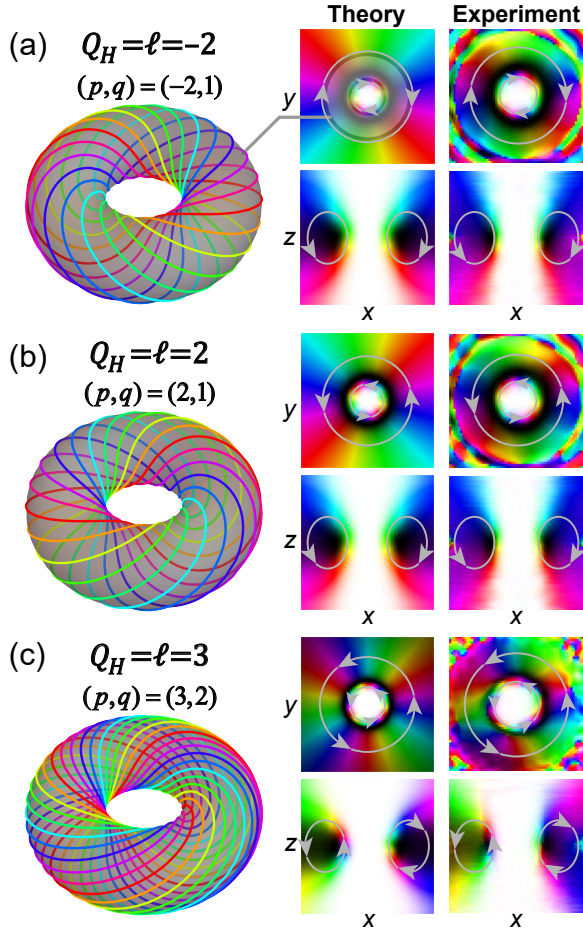 Theory Experiment
(a) Q_H=ℓ=−2
(p,q)=(−2,1)
y
z
x x
(b) Q_H=ℓ=2
(p,q)=(2,1)
y
z
x x
(c) Q_H=ℓ=3
(p,q)=(3,2)
y
z
x x